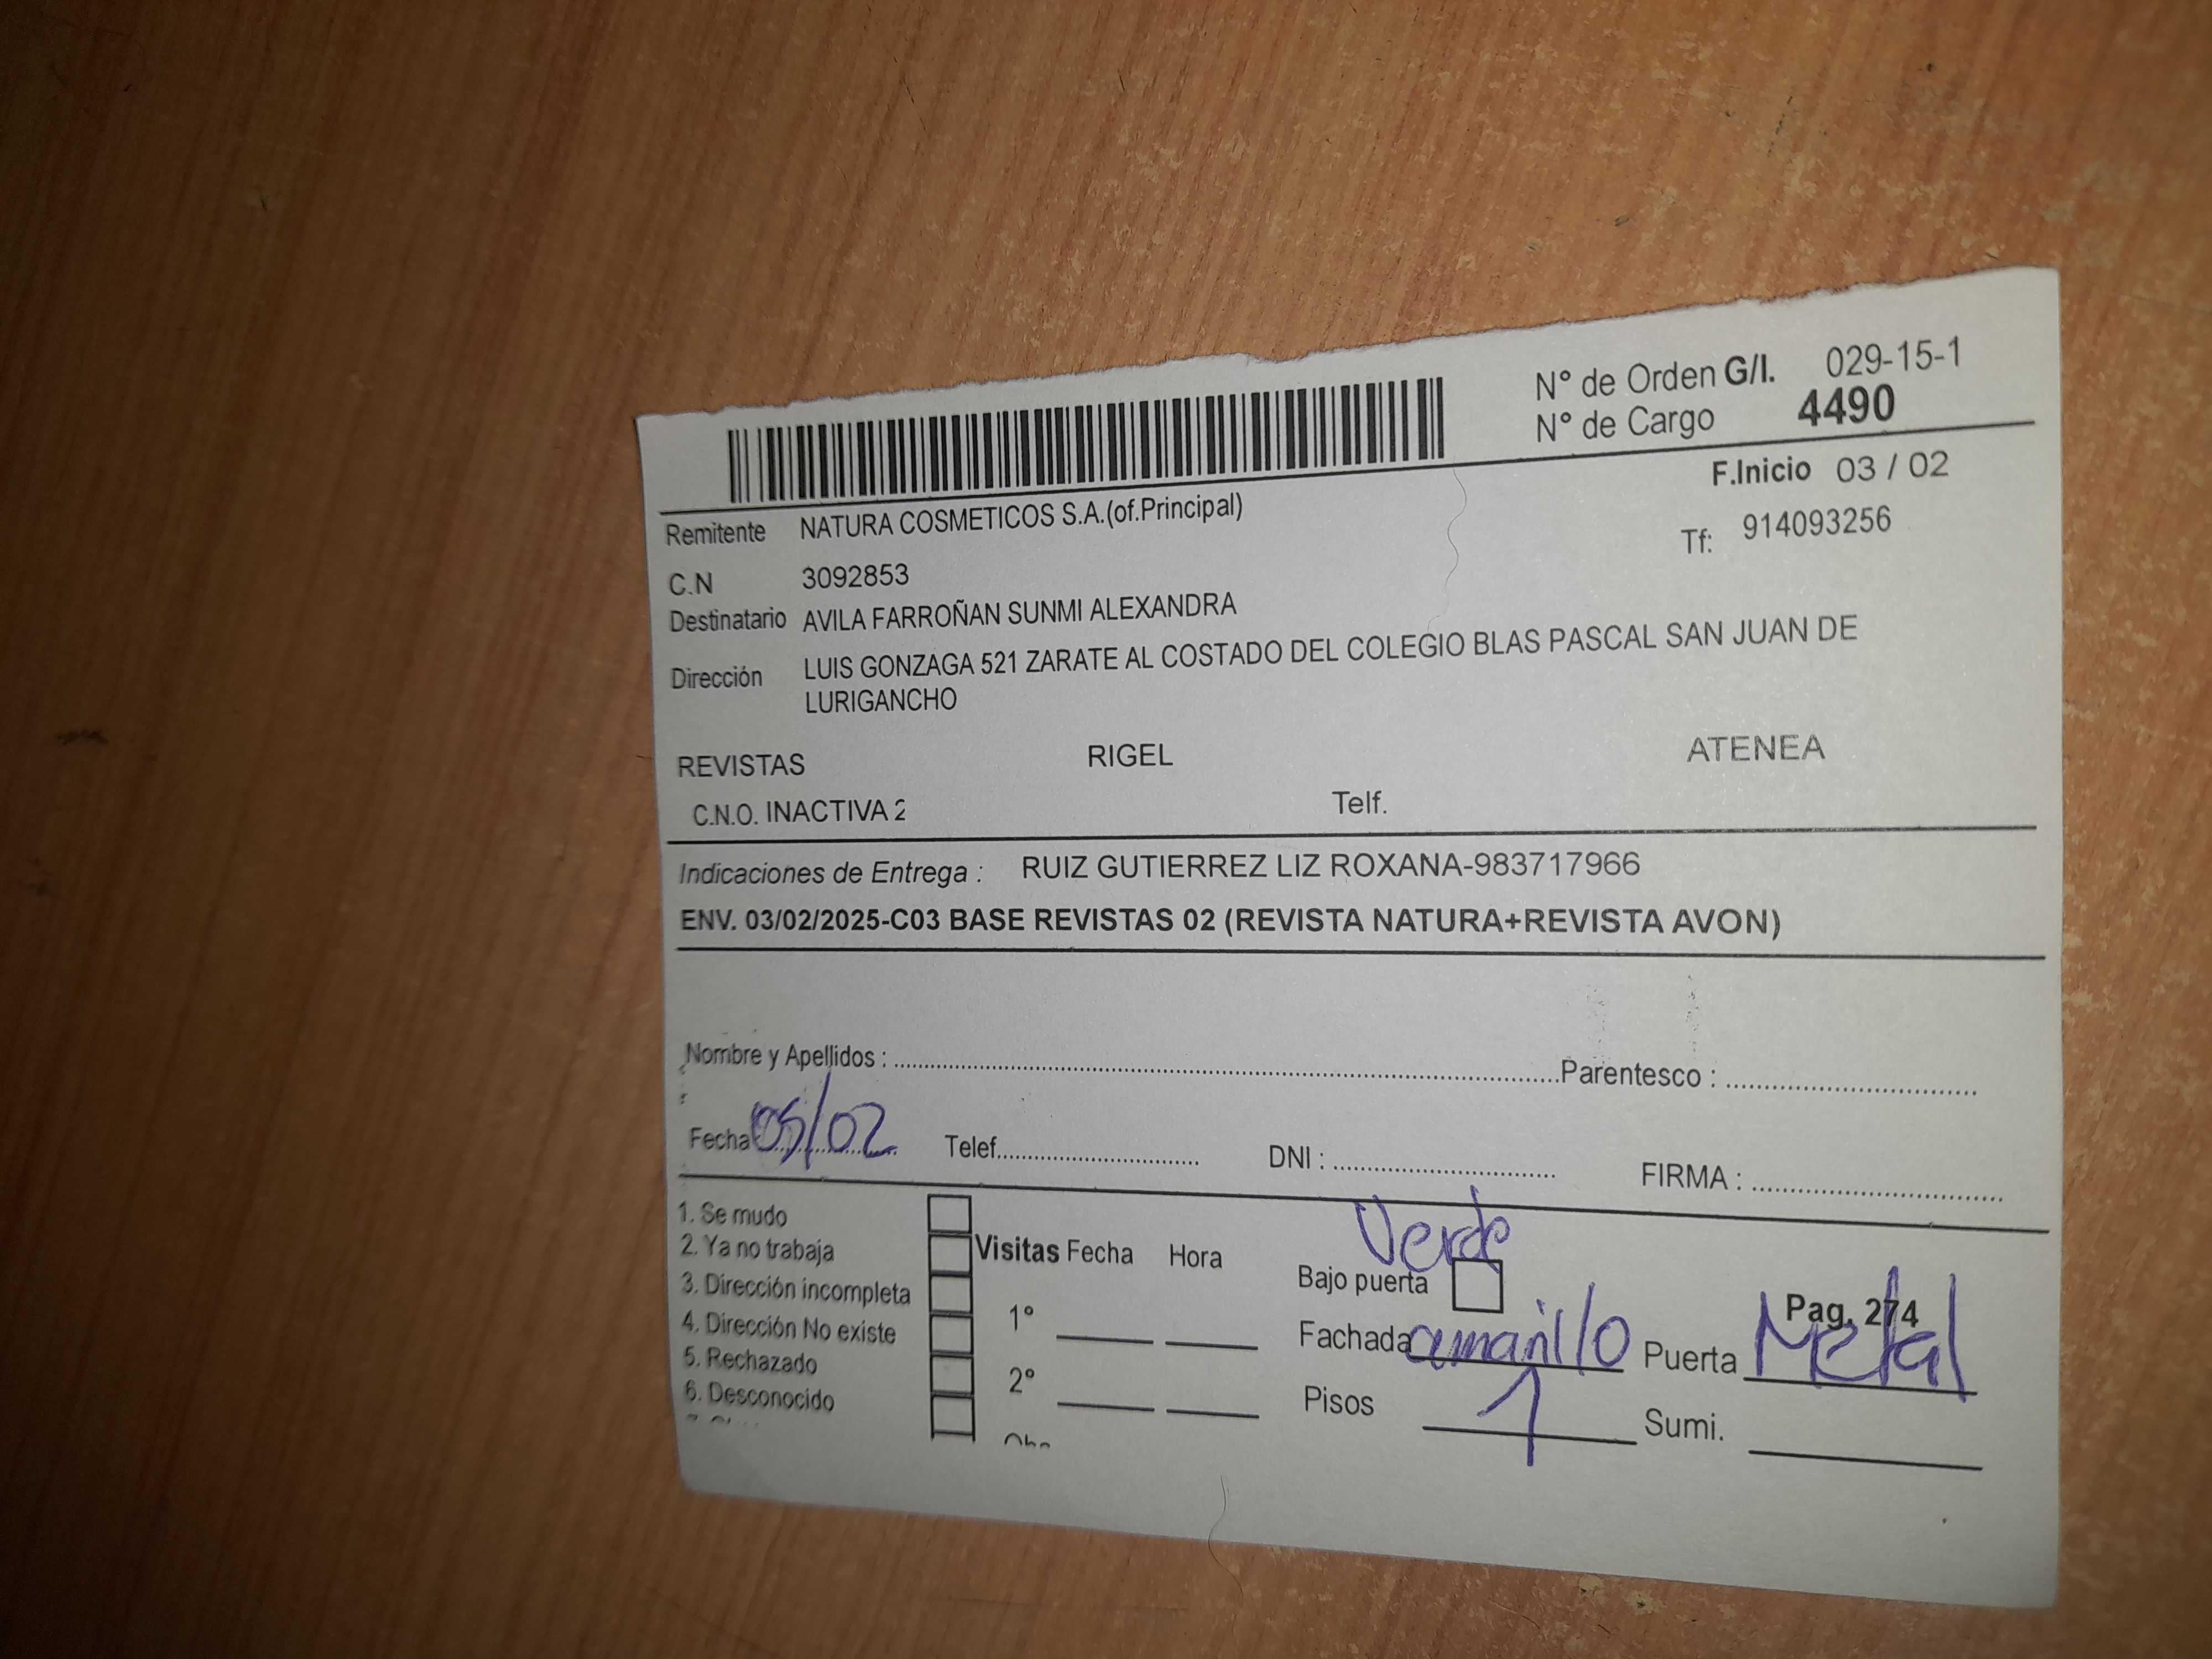 N° de Orden G/I. 029-15-1
N° de Cargo 4490
F.Inicio 03 / 02
Remitente NATURA COSMETICOS S.A.(of.Principal)
Tf: 914093256
C.N 3092853
Destinatario AVILA FARROÑAN SUNMI ALEXANDRA
Dirección LUIS GONZAGA 521 ZARATE AL COSTADO DEL COLEGIO BLAS PASCAL SAN JUAN DE
LURIGANCHO
REVISTAS RIGEL ATENEA
C.N.O. INACTIVA 2 Telf.
Indicaciones de Entrega : RUIZ GUTIERREZ LIZ ROXANA-983717966
ENV. 03/02/2025-C03 BASE REVISTAS 02 (REVISTA NATURA+REVISTA AVON)
Nombre y Apellidos : Parentesco :
Fecha 05/02 Telef. DNI : FIRMA :
1. Se mudo
2. Ya no trabaja
3. Dirección incompleta
4. Dirección No existe
5. Rechazado
6. Desconocido
Visitas Fecha Hora
1°
2°
Verde
Bajo puerta
Pag. 274
Fachada amarillo Puerta Metal
Pisos 1 Sumi.